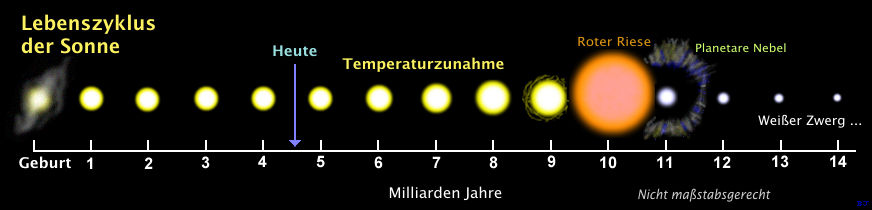 Lebenszyklus
der Sonne
Heute
Temperaturzunahme
Roter Riese
Planetare Nebel
Weißer Zwerg ...
Geburt 1 2 3 4 5 6 7 8 9 10 11 12 13 14
Milliarden Jahre
Nicht maßstabsgerecht